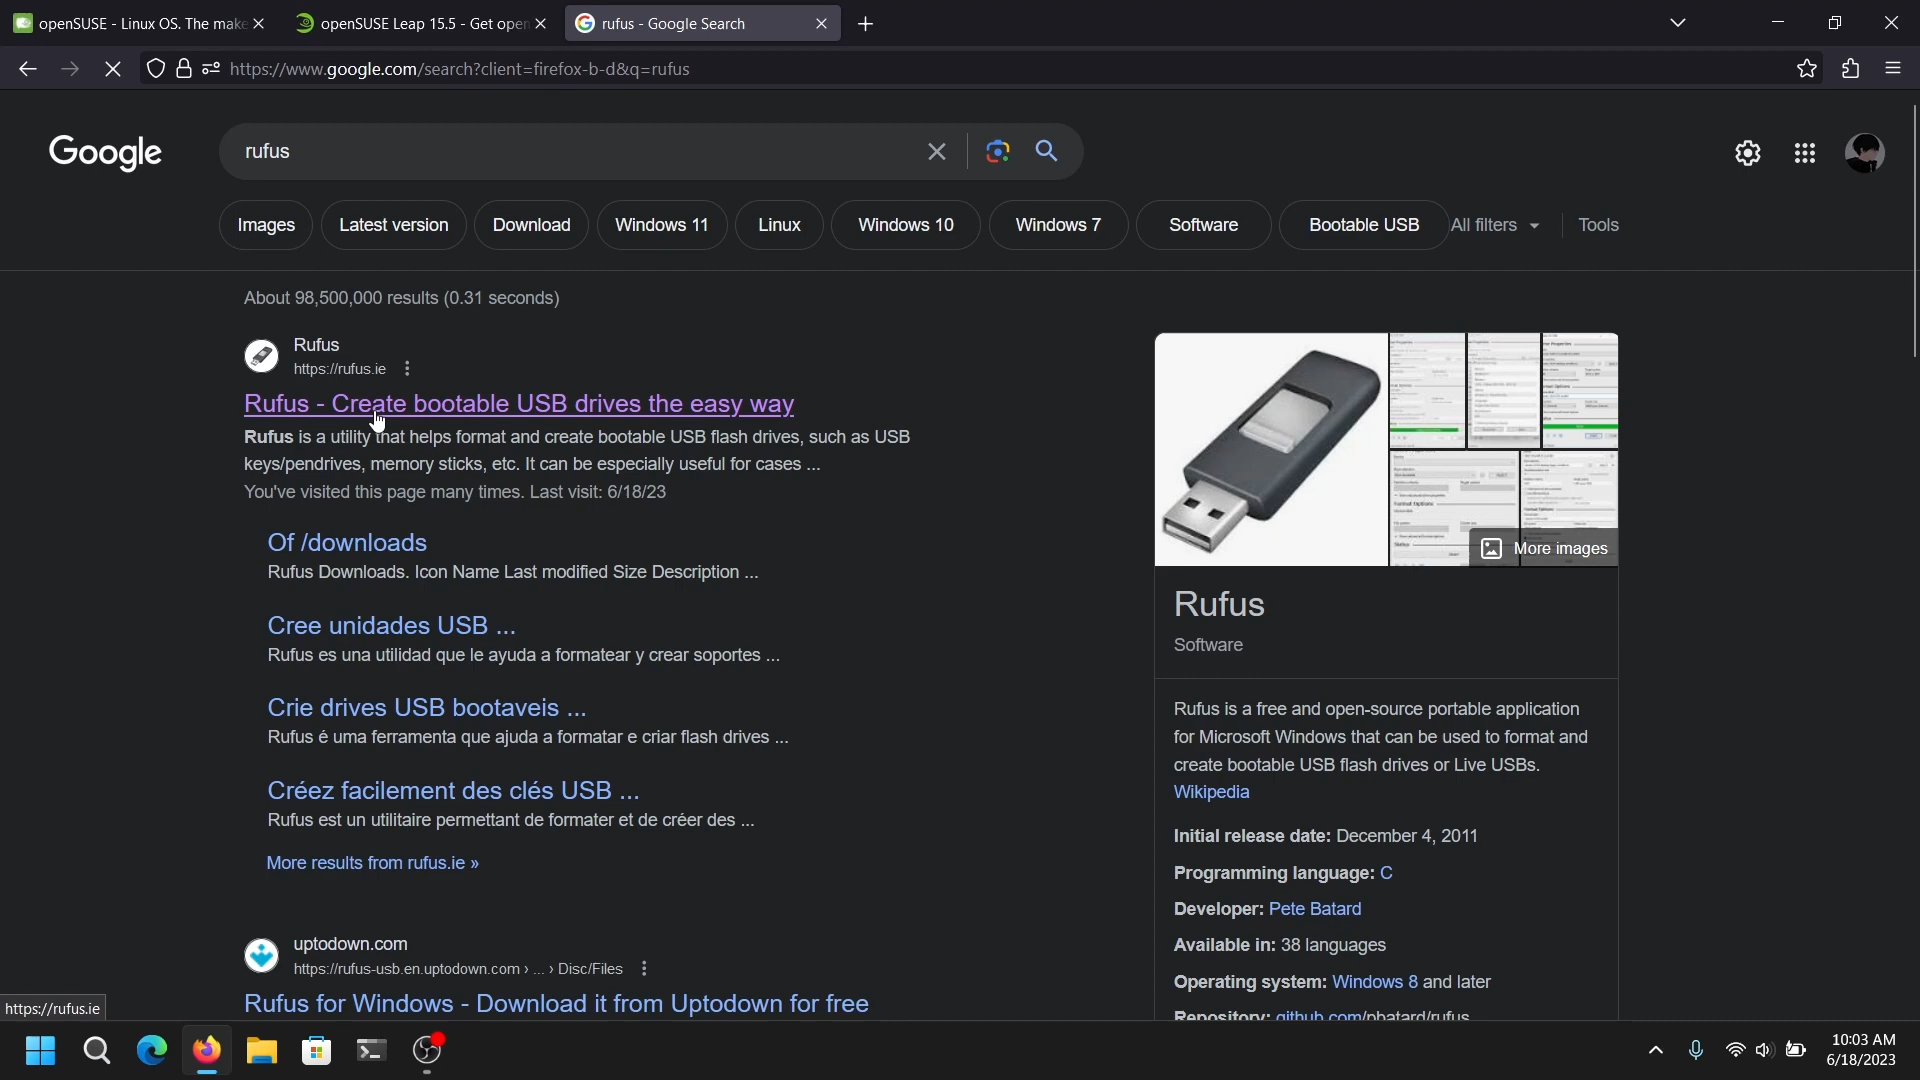 openSUSE - Linux OS. The make
openSUSE Leap 15.5 - Get open
rufus - Google Search
https://www.google.com/search?client=firefox-b-d&q=rufus
Google
rufus
Images
Latest version
Download
Windows 11
Linux
Windows 10
Windows 7
Software
Bootable USB
All filters
Tools
About 98,500,000 results (0.31 seconds)
Rufus
https://rufus.ie
Rufus - Create bootable USB drives the easy way
Rufus is a utility that helps format and create bootable USB flash drives, such as USB
keys/pendrives, memory sticks, etc. It can be especially useful for cases ...
You've visited this page many times. Last visit: 6/18/23
Of /downloads
Rufus Downloads. Icon Name Last modified Size Description ...
Cree unidades USB ...
Rufus es una utilidad que le ayuda a formatear y crear soportes ...
Crie drives USB bootaveis ...
Rufus é uma ferramenta que ajuda a formatar e criar flash drives ...
Créez facilement des clés USB ...
Rufus est un utilitaire permettant de formater et de créer des ...
More results from rufus.ie »
uptodown.com
https://rufus-usb.en.uptodown.com › ... › Disc/Files
Rufus for Windows - Download it from Uptodown for free
More images
Rufus
Software
Rufus is a free and open-source portable application
for Microsoft Windows that can be used to format and
create bootable USB flash drives or Live USBs.
Wikipedia
Initial release date: December 4, 2011
Programming language: C
Developer: Pete Batard
Available in: 38 languages
Operating system: Windows 8 and later
Repository: github.com/pbatard/rufus
https://rufus.ie
10:03 AM
6/18/2023